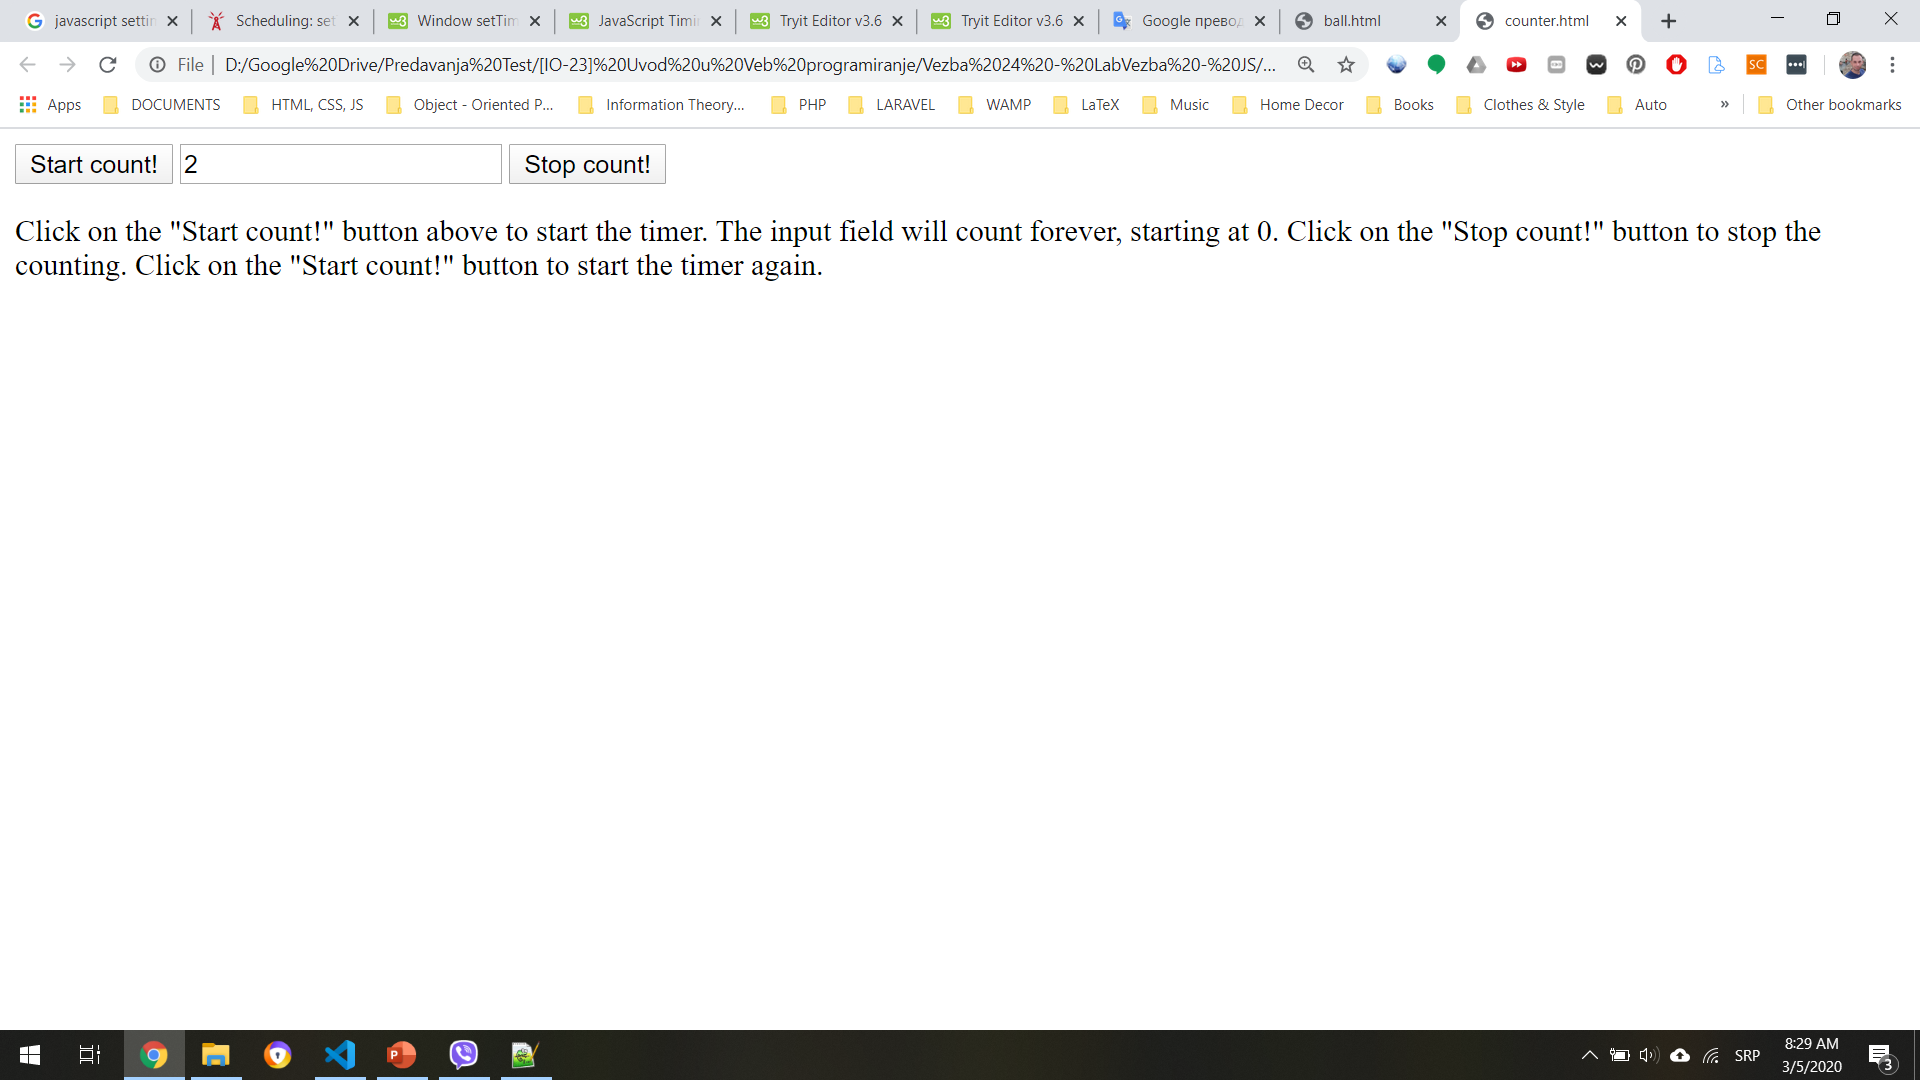 javascript settin
Scheduling: set
Window setTim
JavaScript Timi
Tryit Editor v3.6
Tryit Editor v3.6
Google превод
ball.html
counter.html
File
D:/Google%20Drive/Predavanja%20Test/[IO-23]%20Uvod%20u%20Veb%20programiranje/Vezba%2024%20-%20LabVezba%20-%20JS/...
SC
Apps
DOCUMENTS
HTML, CSS, JS
Object - Oriented P...
Information Theory...
PHP
LARAVEL
WAMP
LaTeX
Music
Home Decor
Books
Clothes & Style
Auto
»
Other bookmarks
Start count!
2
Stop count!
Click on the "Start count!" button above to start the timer. The input field will count forever, starting at 0. Click on the "Stop count!" button to stop the
counting. Click on the "Start count!" button to start the timer again.
SRP
8:29 AM
3/5/2020
3